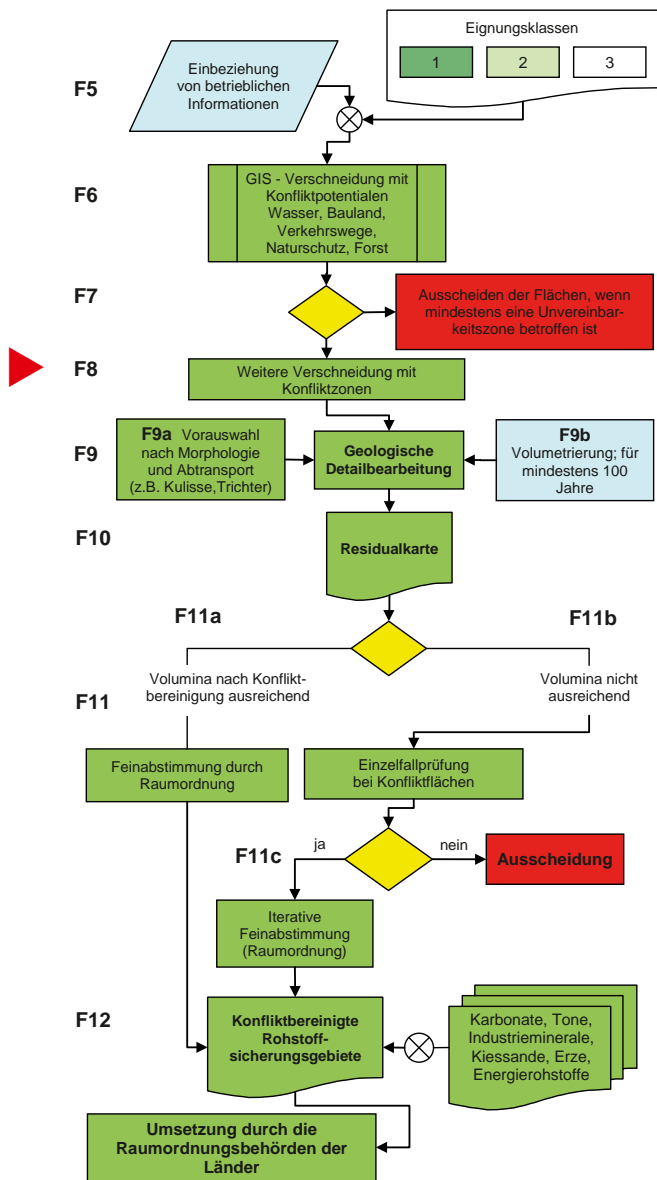 Eignungsklassen
1 2 3
F5
Einbeziehung
von betrieblichen
Informationen
F6
GIS - Verschneidung mit
Konfliktpotentialen
Wasser, Bauland,
Verkehrswege,
Naturschutz, Forst
F7
Ausscheiden der Flächen, wenn
mindestens eine Unvereinbar-
keitszone betroffen ist
F8
Weitere Verschneidung mit
Konfliktzonen
F9
F9a Vorauswahl
nach Morphologie
und Abtransport
(z.B. Kulisse,Trichter)
Geologische
Detailbearbeitung
F9b
Volumetrierung; für
mindestens 100
Jahre
F10
Residualkarte
F11a
F11b
Volumina nach Konflikt-
bereinigung ausreichend
Volumina nicht
ausreichend
F11
Feinabstimmung durch
Raumordnung
Einzelfallprüfung
bei Konfliktflächen
F11c
ja
nein
Ausscheidung
Iterative
Feinabstimmung
(Raumordnung)
F12
Konfliktbereinigte
Rohstoff-
sicherungsgebiete
Karbonate, Tone,
Industrieminerale,
Kiessande, Erze,
Energierohstoffe
Umsetzung durch die
Raumordnungsbehörden der
Länder